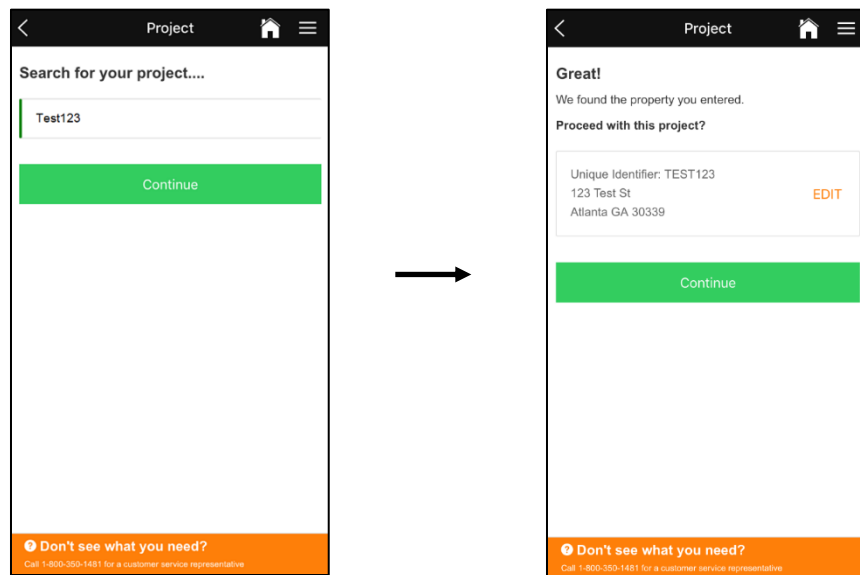 Project
Search for your project....
Test123
Continue
Don't see what you need?
Call 1-800-350-1481 for a customer service representative
Project
Great!
We found the property you entered.
Proceed with this project?
Unique Identifier: TEST123
123 Test St
EDIT
Atlanta GA 30339
Continue
Don't see what you need?
Call 1-800-350-1481 for a customer service representative